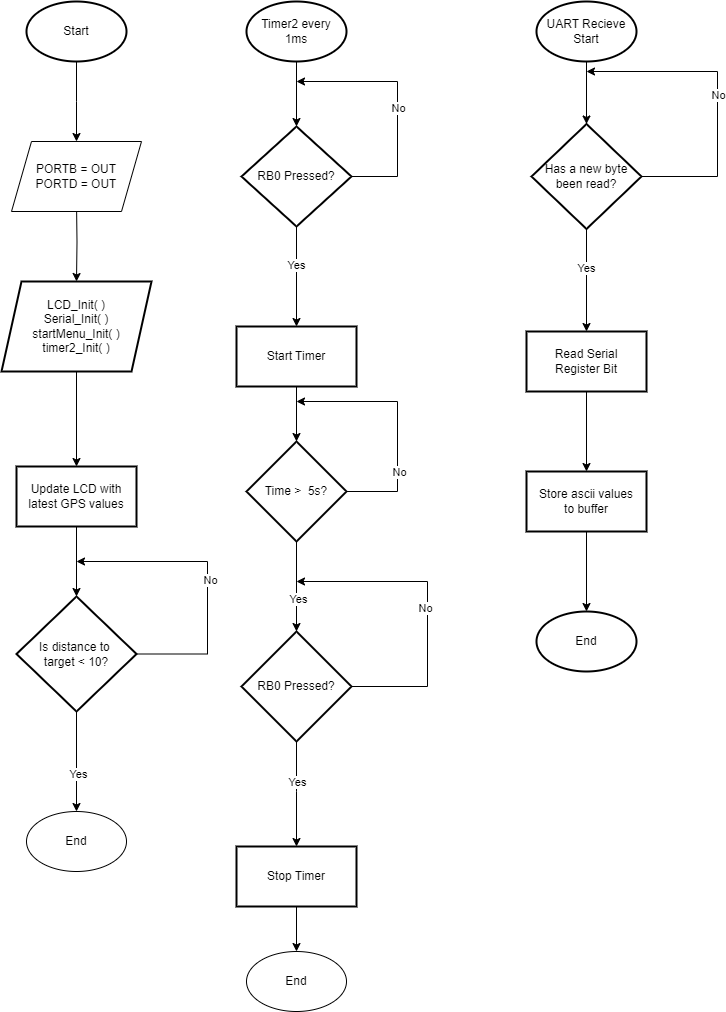 Start
PORTB = OUT
PORTD = OUT
LCD_Init( )
Serial_Init( )
startMenu_Init( )
timer2_Init( )
Update LCD with
latest GPS values
No
Is distance to
target < 10?
Yes
End
Timer2 every
1ms
No
RB0 Pressed?
Yes
Start Timer
No
Time >  5s?
Yes
No
RB0 Pressed?
Yes
Stop Timer
End
UART Recieve
Start
No
Has a new byte
been read?
Yes
Read Serial
Register Bit
Store ascii values
to buffer
End